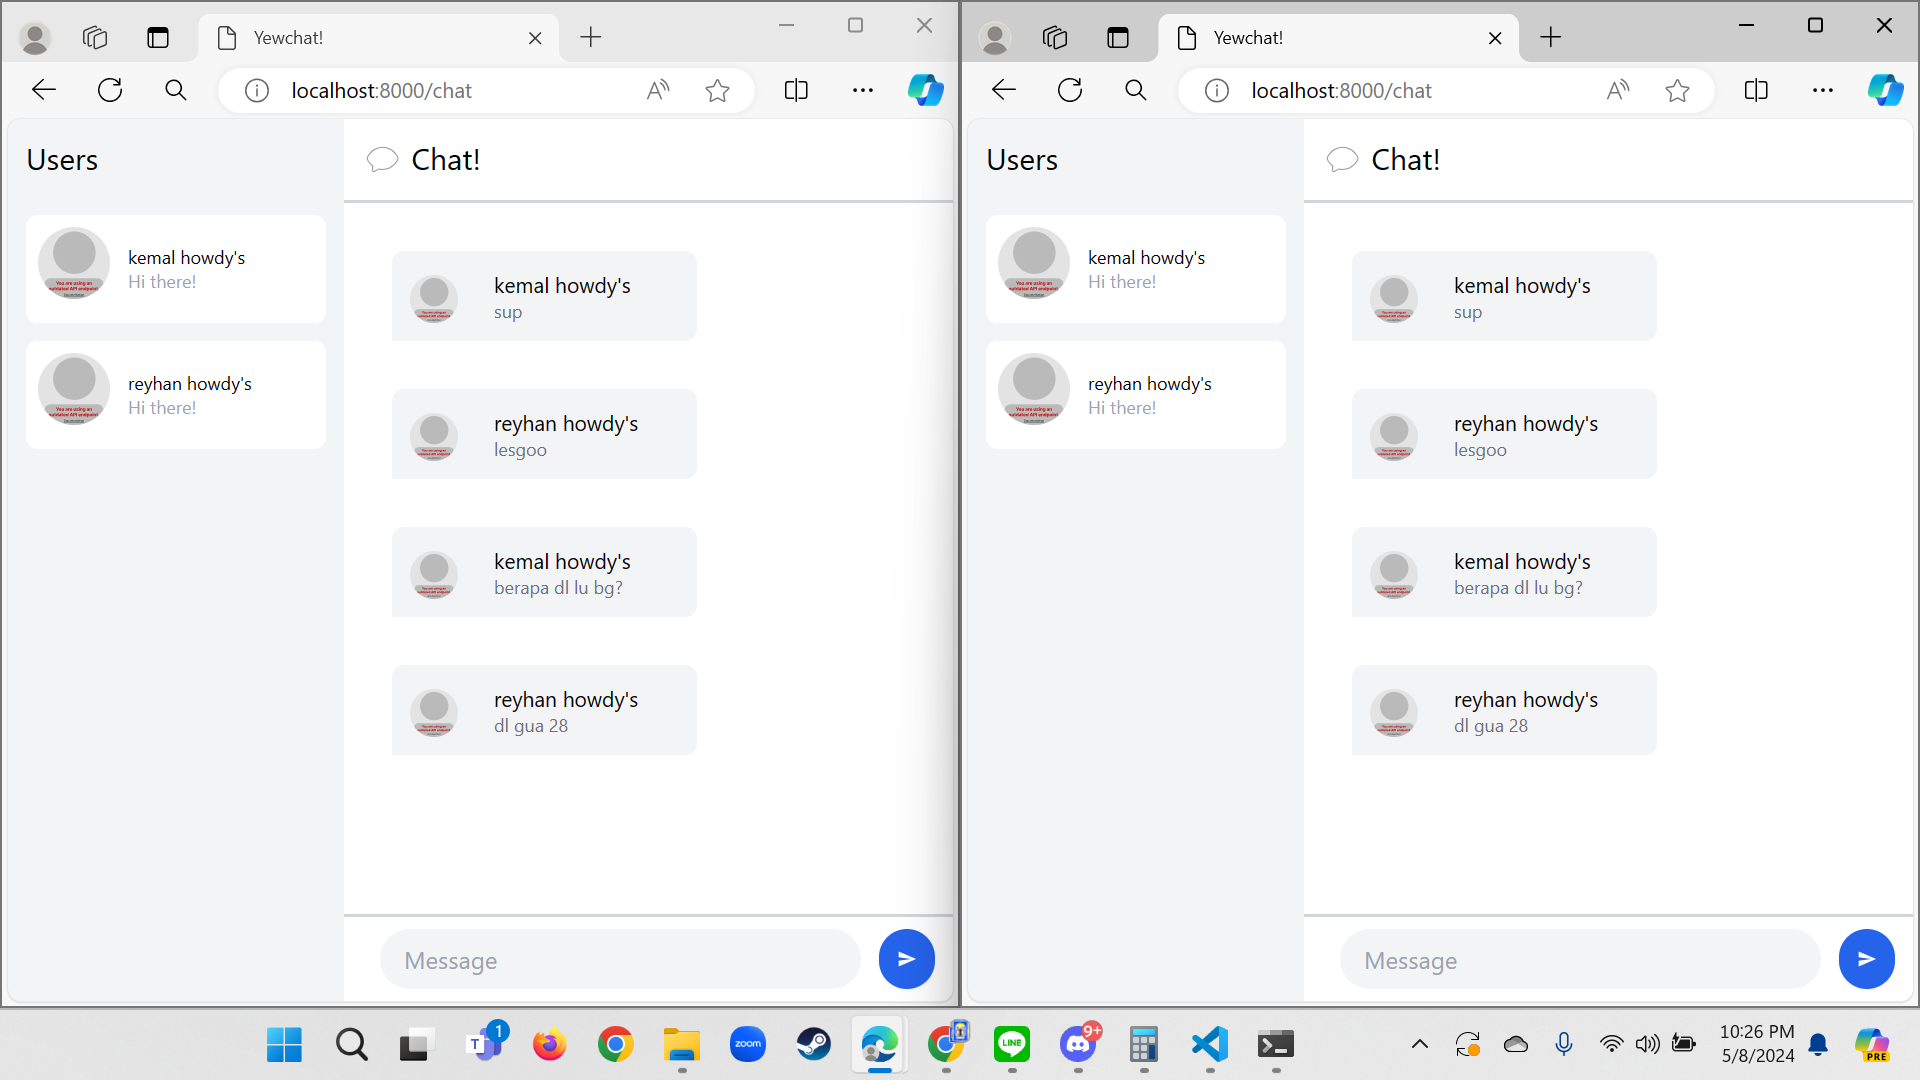 Yewchat!
localhost:8000/chat
Users
Chat!
kemal howdy's
Hi there!
reyhan howdy's
Hi there!
kemal howdy's
sup
reyhan howdy's
lesgoo
kemal howdy's
berapa dl lu bg?
reyhan howdy's
dl gua 28
Message
Yewchat!
localhost:8000/chat
Users
Chat!
kemal howdy's
Hi there!
reyhan howdy's
Hi there!
kemal howdy's
sup
reyhan howdy's
lesgoo
kemal howdy's
berapa dl lu bg?
reyhan howdy's
dl gua 28
Message
T
1
zoom
LINE
9+
10:26 PM
5/8/2024
PRE